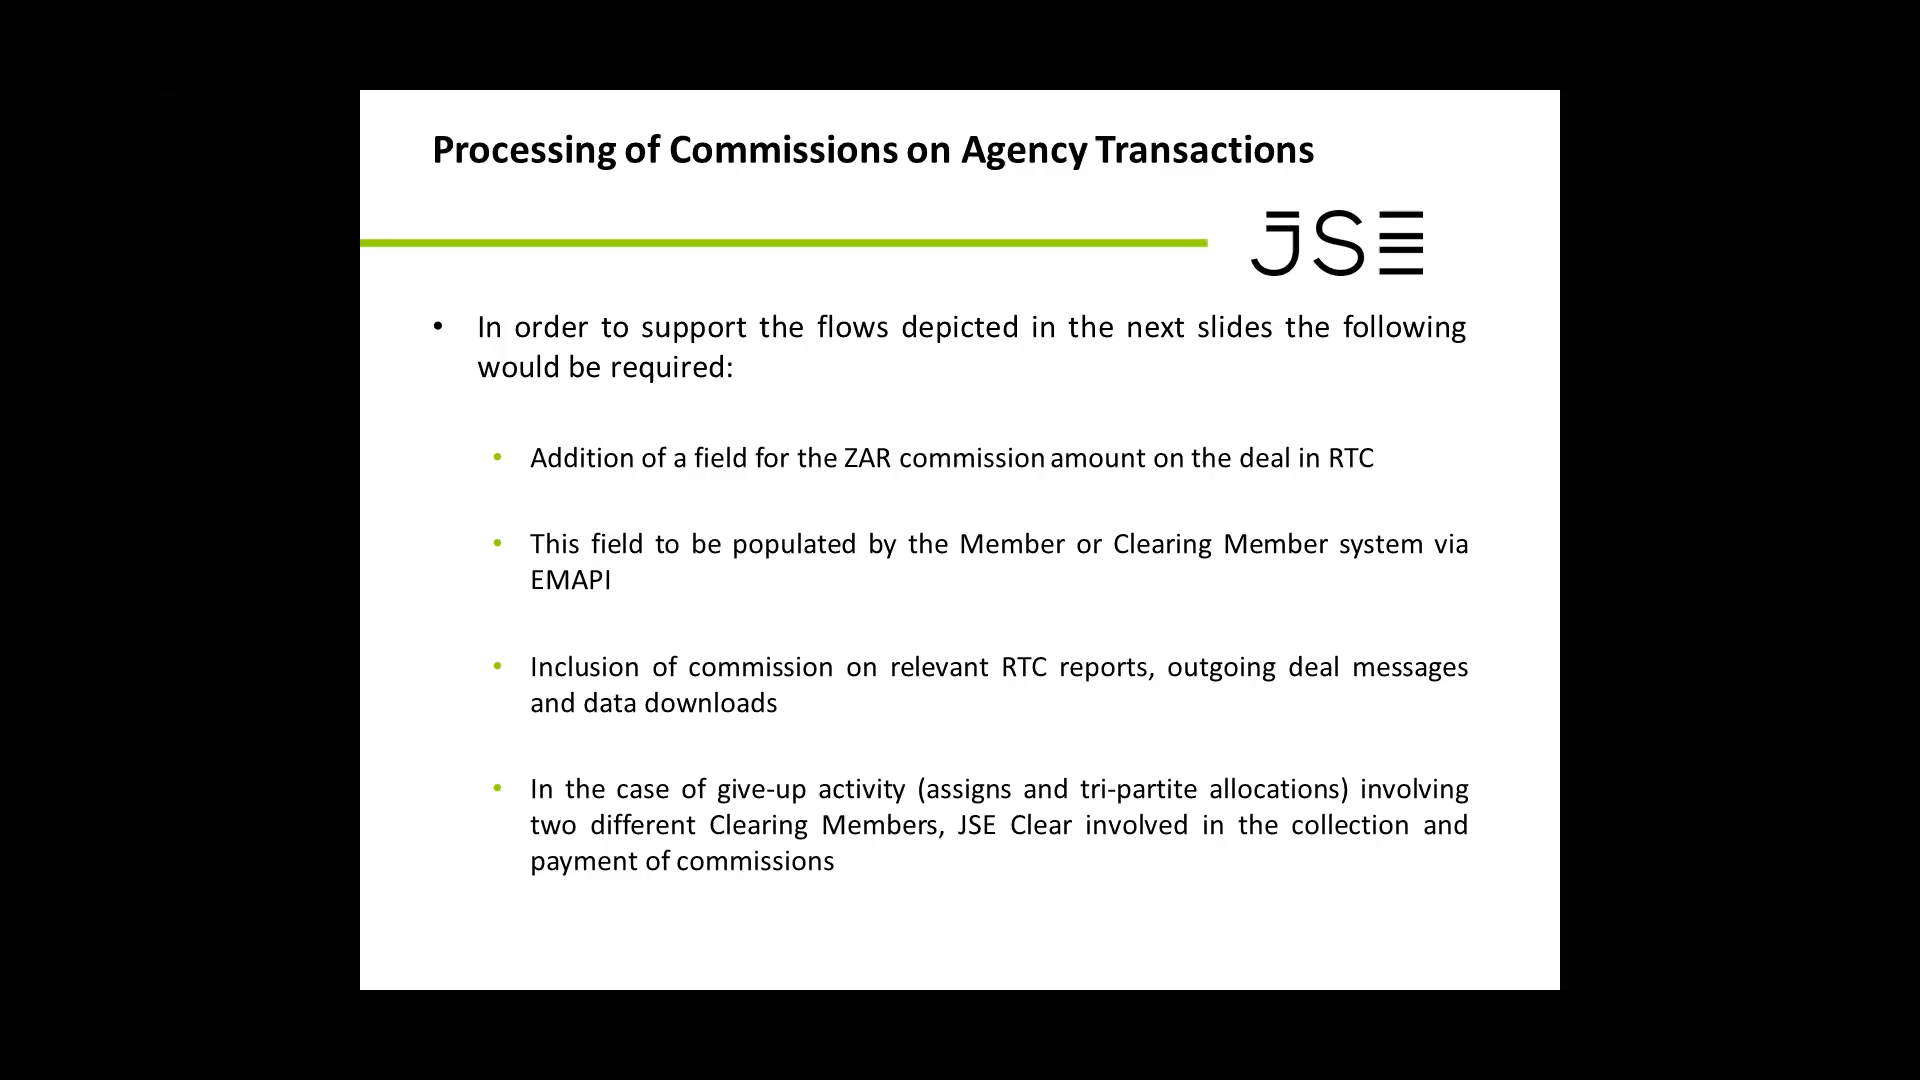 Processing of Commissions on Agency Transactions
JSE
• In order to support the flows depicted in the next slides the following
would be required:
• Addition of a field for the ZAR commission amount on the deal in RTC
• This field to be populated by the Member or Clearing Member system via
EMAPI
• Inclusion of commission on relevant RTC reports, outgoing deal messages
and data downloads
• In the case of give-up activity (assigns and tri-partite allocations) involving
two different Clearing Members, JSE Clear involved in the collection and
payment of commissions